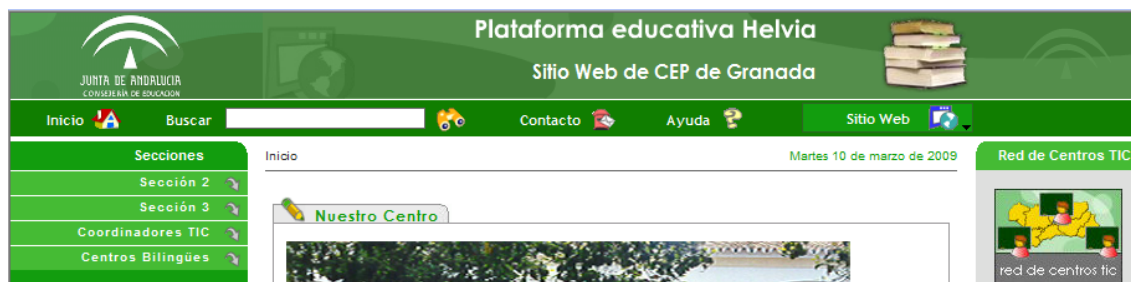 Plataforma educativa Helvia
Sitio Web de CEP de Granada
JUNTA DE ANDALUCIA
CONSEJERÍA DE EDUCACION
Inicio
Buscar
Contacto
Ayuda
Sitio Web
Secciones
Sección 2
Sección 3
Coordinadores TIC
Centros Bilingües
Inicio
Martes 10 de marzo de 2009
Nuestro Centro
Red de Centros TIC
red de centros tic